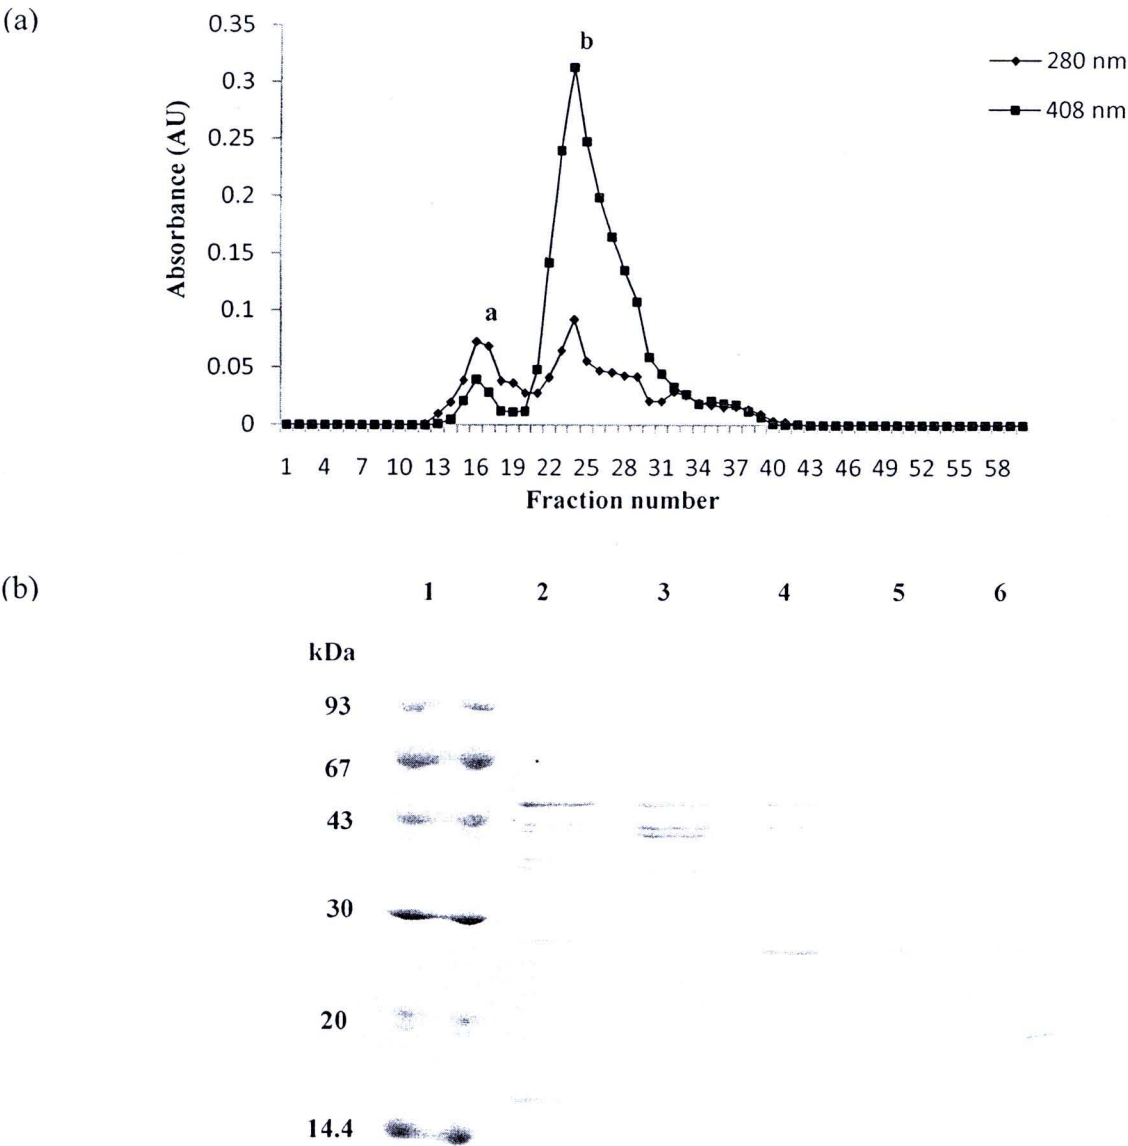 (a)
0.35
0.3
0.25
0.2
0.15
0.1
0.05
0
Absorbance (AU)
b
a
280 nm
408 nm
1 4 7 10 13 16 19 22 25 28 31 34 37 40 43 46 49 52 55 58
Fraction number
(b)
1 2 3 4 5 6
kDa
93
67
43
30
20
14.4